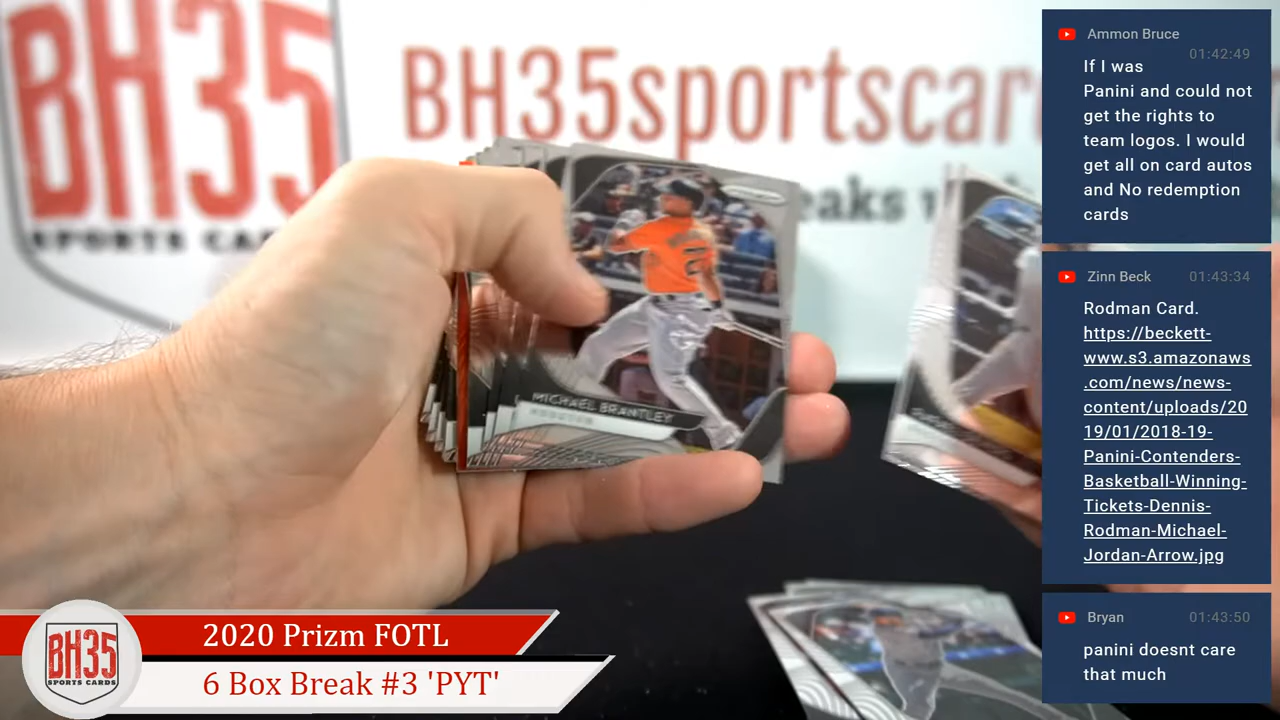 BH35
SPORTS CARDS
BH35sportscar
eaks w
PRIZM
MICHAEL BRANTLEY
HOUSTON
Ammon Bruce
01:42:49
If I was
Panini and could not
get the rights to
team logos. I would
get all on card autos
and No redemption
cards
Zinn Beck 01:43:34
Rodman Card.
https://beckett-
www.s3.amazonaws
.com/news/news-
content/uploads/20
19/01/2018-19-
Panini-Contenders-
Basketball-Winning-
Tickets-Dennis-
Rodman-Michael-
Jordan-Arrow.jpg
Bryan 01:43:50
panini doesnt care
that much
BH35
SPORTS CARDS
2020 Prizm FOTL
6 Box Break #3 'PYT'